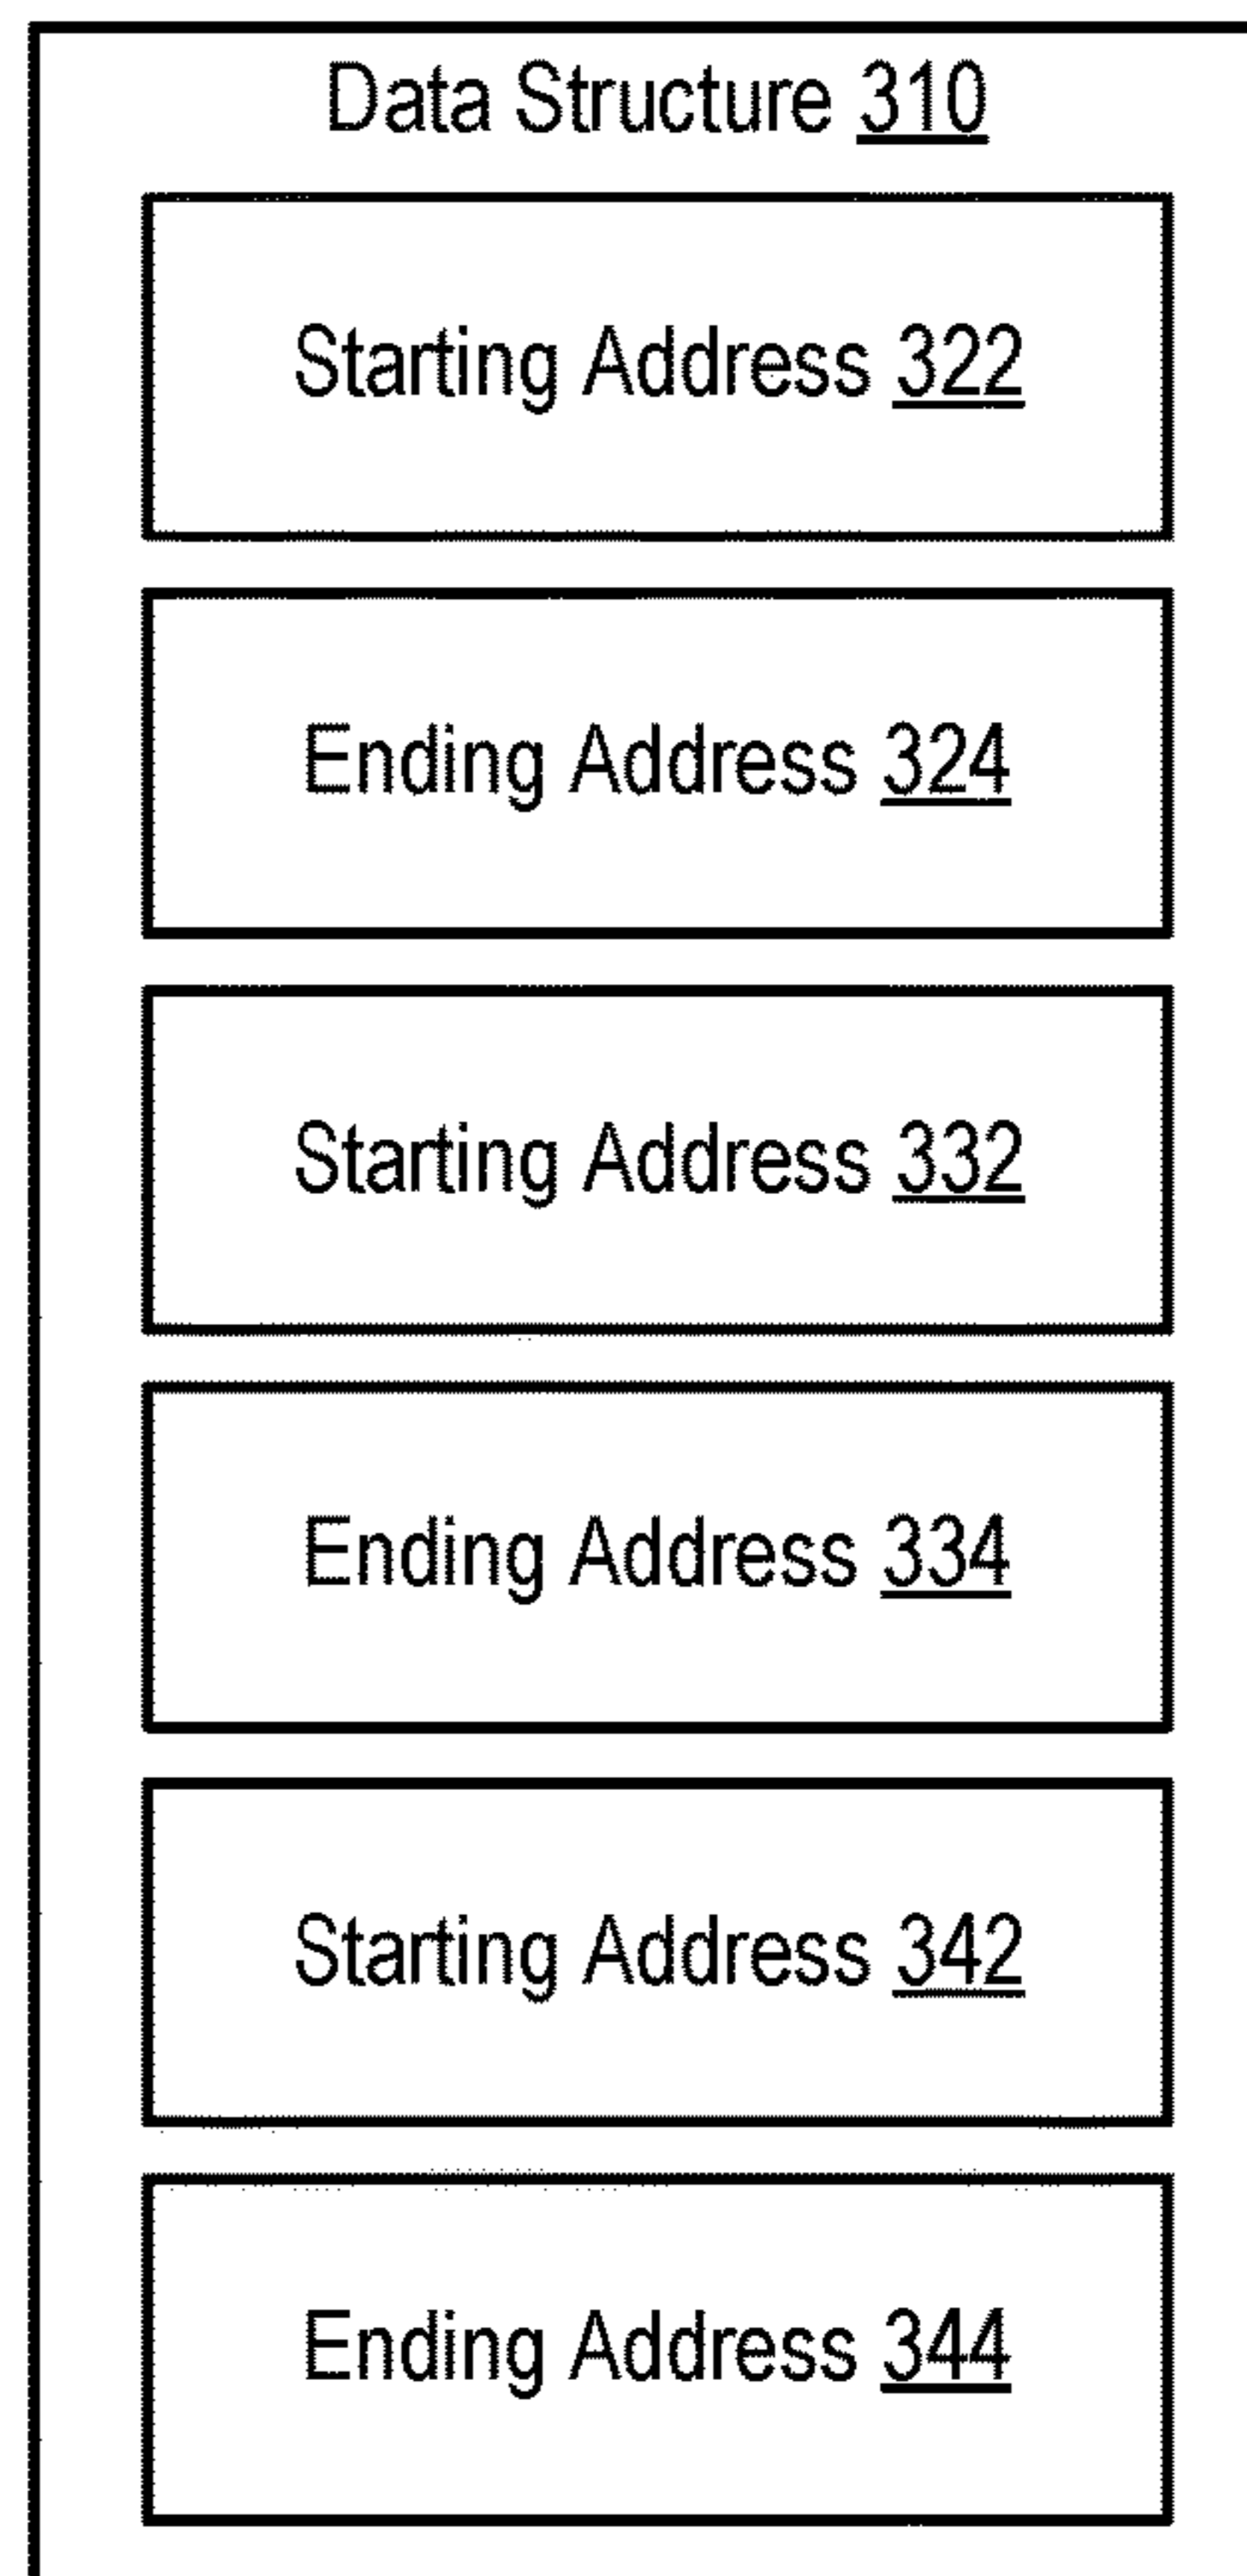 Data Structure 310
Starting Address 322
Ending Address 324
Starting Address 332
Ending Address 334
Starting Address 342
Ending Address 344